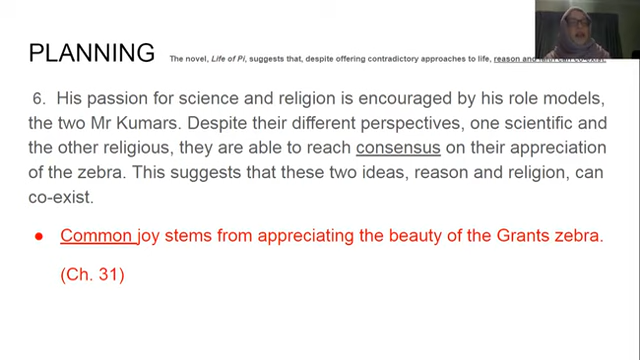 PLANNING The novel, Life of Pi, suggests that, despite offering contradictory approaches to life, reason and faith can co-exist.
6. His passion for science and religion is encouraged by his role models,
the two Mr Kumars. Despite their different perspectives, one scientific and
the other religious, they are able to reach consensus on their appreciation
of the zebra. This suggests that these two ideas, reason and religion, can
co-exist.
● Common joy stems from appreciating the beauty of the Grants zebra.
(Ch. 31)